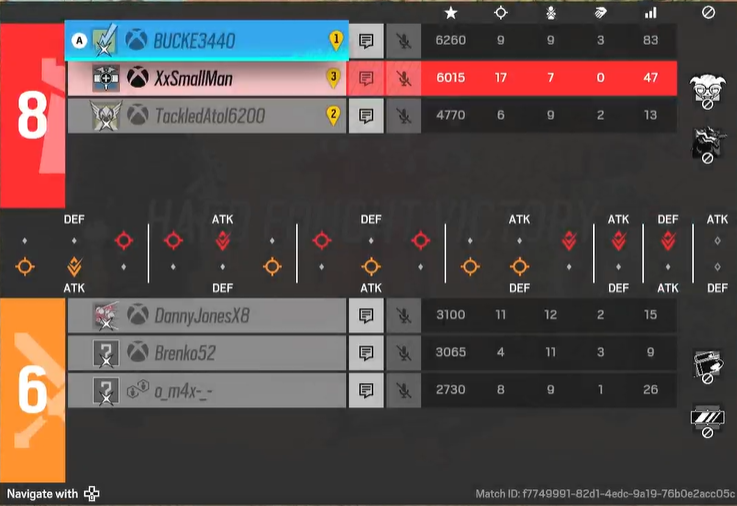 A BUCKE3440 1 6260 9 9 3 83
8 XxSmallMan 3 6015 17 7 0 47
TackledAtol6200 2 4770 6 9 2 13
HARD FOUGHT VICTORY
DEF ATK DEF ATK ATK DEF ATK
ATK DEF ATK DEF DEF ATK DEF
DannyJonesX8 3100 11 12 2 15
6 ? Brenko52 3065 4 11 3 9
? o_m4x-_- 2730 8 9 1 26
Navigate with
Match ID: f7749991-82d1-4edc-9a19-76b0e2acc05c